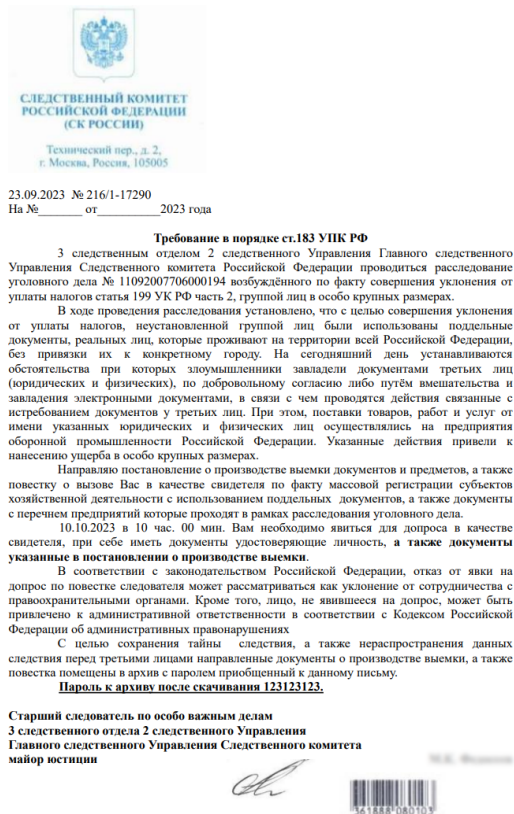 СЛЕДСТВЕННЫЙ КОМИТЕТ
РОССИЙСКОЙ ФЕДЕРАЦИИ
(СК РОССИИ)
Технический пер., д. 2,
г. Москва, Россия, 105005
23.09.2023 № 216/1-17290
На №_______ от___________2023 года
Требование в порядке ст.183 УПК РФ
3 следственным отделом 2 следственного Управления Главного следственного
Управления Следственного комитета Российской Федерации проводиться расследование
уголовного дела № 11092007706000194 возбуждённого по факту совершения уклонения от
уплаты налогов статья 199 УК РФ часть 2, группой лиц в особо крупных размерах.
В ходе проведения расследования установлено, что с целью совершения уклонения
от уплаты налогов, неустановленной группой лиц были использованы поддельные
документы, реальных лиц, которые проживают на территории всей Российской Федерации,
без привязки их к конкретному городу. На сегодняшний день устанавливаются
обстоятельства при которых злоумышленники завладели документами третьих лиц
(юридических и физических), по добровольному согласию либо путём вмешательства и
завладения электронными документами, в связи с чем проводятся действия связанные с
истребованием документов у третьих лиц. При этом, поставки товаров, работ и услуг от
имени указанных юридических и физических лиц осуществлялись на предприятия
оборонной промышленности Российской Федерации. Указанные действия привели к
нанесению ущерба в особо крупных размерах.
Направляю постановление о производстве выемки документов и предметов, а также
повестку о вызове Вас в качестве свидетеля по факту массовой регистрации субъектов
хозяйственной деятельности с использованием поддельных документов, а также документы
с перечнем предприятий которые проходят в рамках расследования уголовного дела.
10.10.2023 в 10 час. 00 мин. Вам необходимо явиться для допроса в качестве
свидетеля, при себе иметь документы удостоверяющие личность, а также документы
указанные в постановлении о производстве выемки.
В соответствии с законодательством Российской Федерации, отказ от явки на
допрос по повестке следователя может рассматриваться как уклонение от сотрудничества с
правоохранительными органами. Кроме того, лицо, не явившееся на допрос, может быть
привлечено к административной ответственности в соответствии с Кодексом Российской
Федерации об административных правонарушениях
С целью сохранения тайны следствия, а также нераспространения данных
следствия перед третьими лицами направленные документы о производстве выемки, а также
повестка помещены в архив с паролем приобщенный к данному письму.
Пароль к архиву после скачивания 123123123.
Старший следователь по особо важным делам
3 следственного отдела 2 следственного Управления
Главного следственного Управления Следственного комитета
майор юстиции
361888 080103